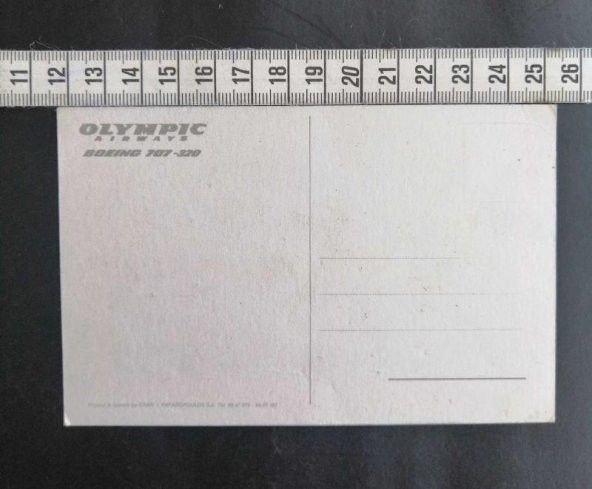 11 12 13 14 15 16 17 18 19 20 21 22 23 24 25 26
OLYMPIC
AIRWAYS
BOEING 707-320